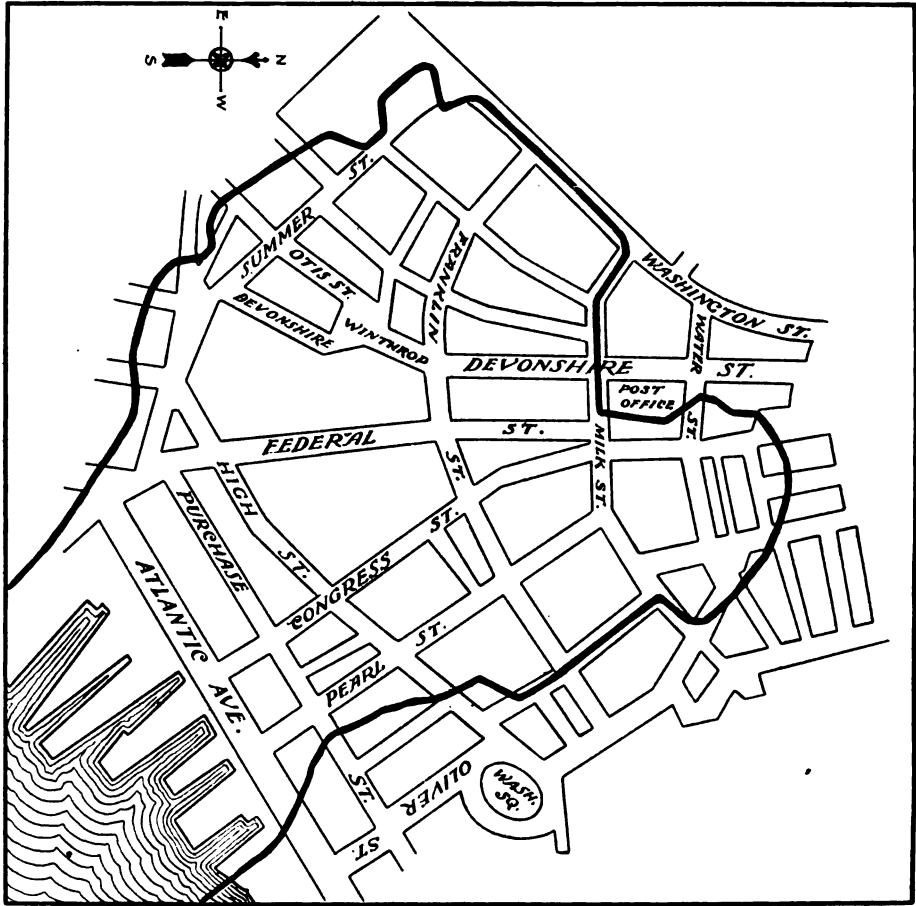 E
S
N
W
ST.
SUMMER
OTIS ST.
FRANKLIN
DEVONSHIRE
WINTHROP
WASHINGTON ST.
WATER
DEVONSHIRE ST.
POST
OFFICE
ST.
FEDERAL ST.
MILK ST.
ST.
HIGH
ST.
PURCHASE
CONGRESS ST.
ATLANTIC AVE.
PEARL ST.
ST.
OLIVER
ST.
WASH.
SQ.